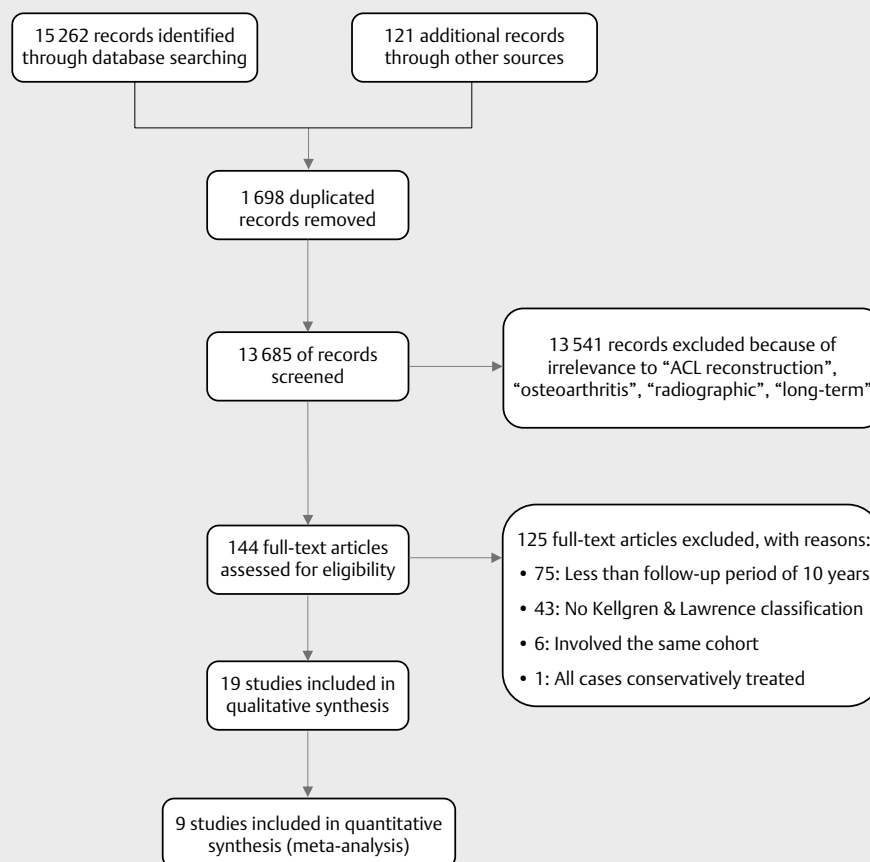 15 262 records identified
through database searching
121 additional records
through other sources
1 698 duplicated
records removed
13 685 of records
screened
13 541 records excluded because of
irrelevance to “ACL reconstruction”,
“osteoarthritis”, “radiographic”, “long-term”
144 full-text articles
assessed for eligibility
125 full-text articles excluded, with reasons:
• 75: Less than follow-up period of 10 years
• 43: No Kellgren & Lawrence classification
• 6: Involved the same cohort
• 1: All cases conservatively treated
19 studies included in
qualitative synthesis
9 studies included in quantitative
synthesis (meta-analysis)